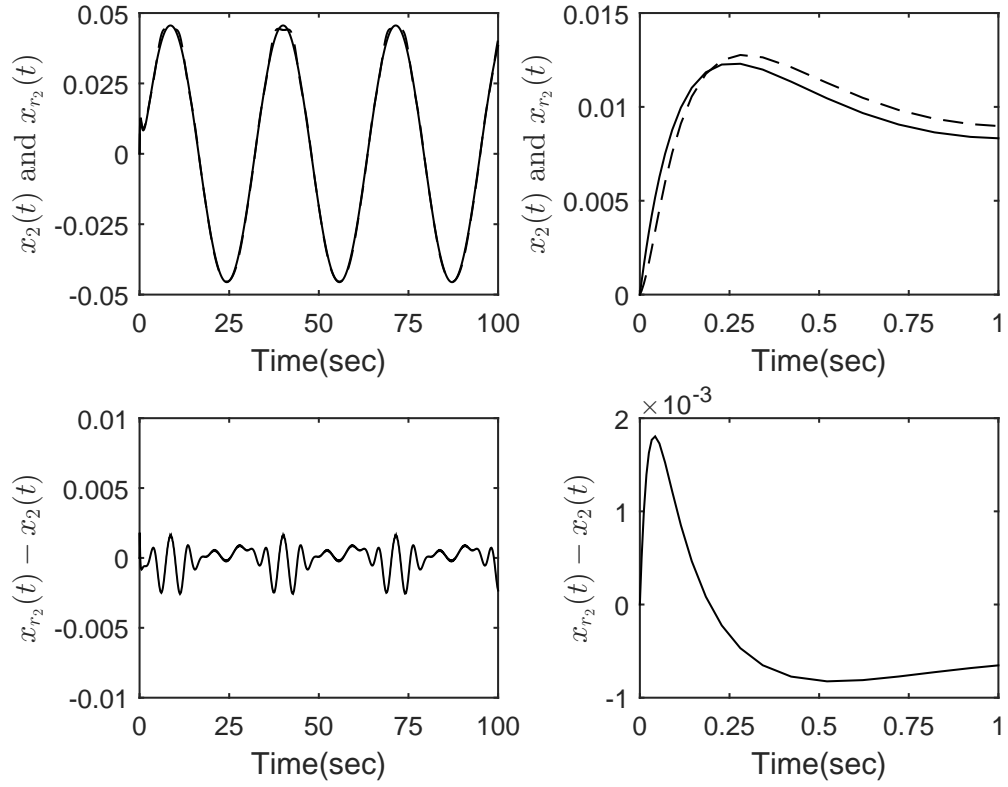 x_2(t) and x_{r_2}(t)
0.05
0.025
0
-0.025
-0.05
0 25 50 75 100
Time(sec)
x_2(t) and x_{r_2}(t)
0.015
0.01
0.005
0
0 0.25 0.5 0.75 1
Time(sec)
x_{r_2}(t) − x_2(t)
0.01
0.005
0
-0.005
-0.01
0 25 50 75 100
Time(sec)
x_{r_2}(t) − x_2(t)
×10^{-3}
2
1
0
-1
0 0.25 0.5 0.75 1
Time(sec)